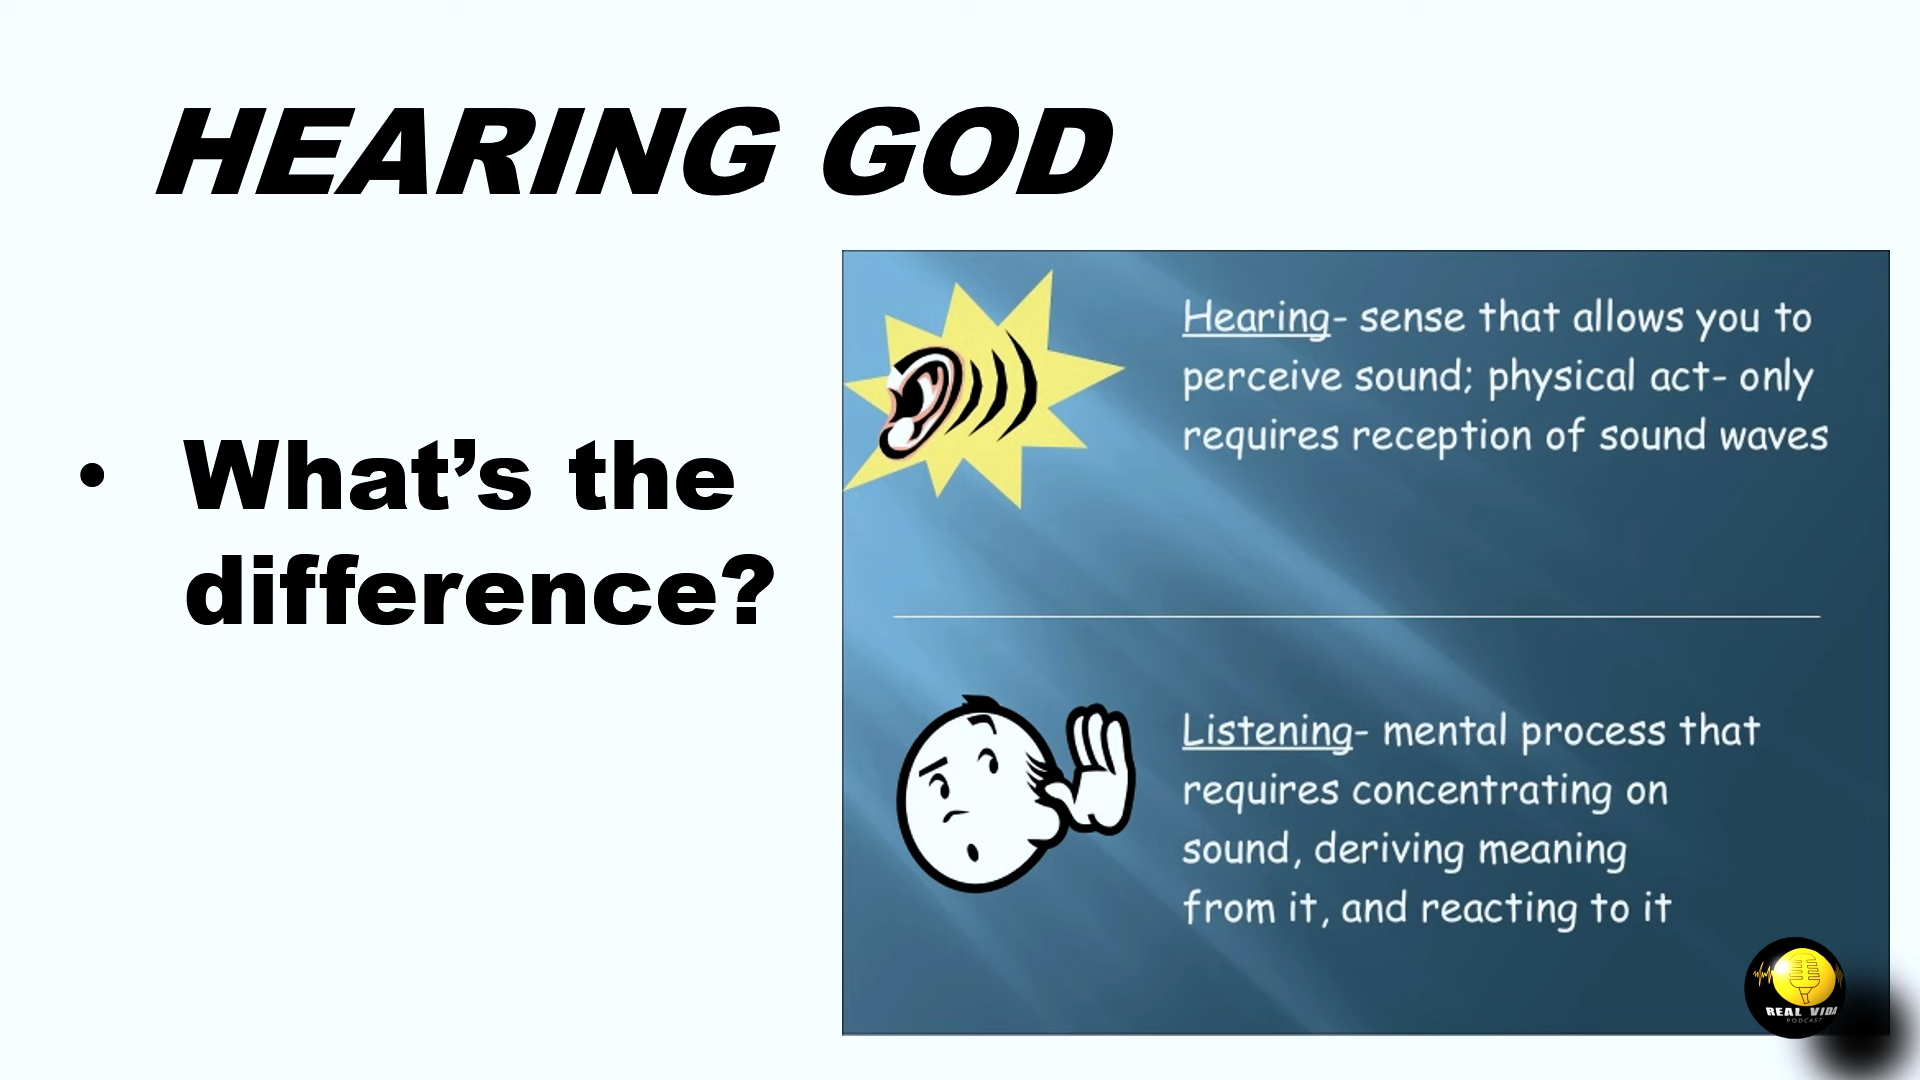 HEARING GOD
• What’s the
difference?
Hearing- sense that allows you to
perceive sound; physical act- only
requires reception of sound waves
Listening- mental process that
requires concentrating on
sound, deriving meaning
from it, and reacting to it
REAL VIDA
PODCAST